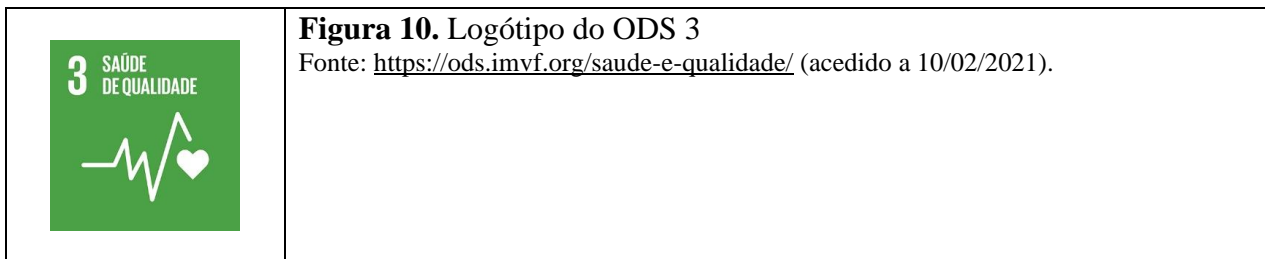 3 SAÚDE
DE QUALIDADE
Figura 10. Logótipo do ODS 3
Fonte: https://ods.imvf.org/saude-e-qualidade/ (acedido a 10/02/2021).